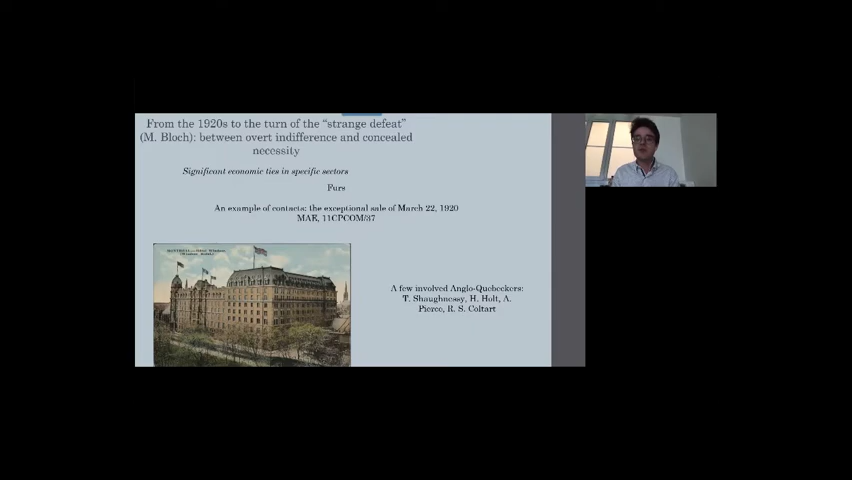 From the 1920s to the turn of the “strange defeat”
(M. Bloch): between overt indifference and concealed
necessity
Significant economic ties in specific sectors
Furs
An example of contacts: the exceptional sale of March 22, 1920
MAE, 11CPCOM/37
A few involved Anglo-Quebeckers:
T. Shaughnessy, H. Holt, A.
Pierce, R. S. Coltart